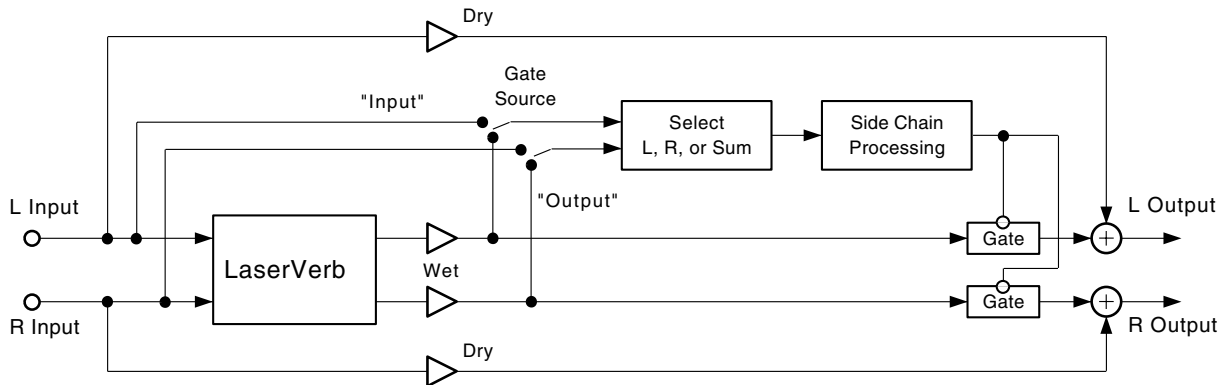 Dry
Gate
Source
"Input"
Select
L, R, or Sum
Side Chain
Processing
"Output"
L Input
L Output
LaserVerb
Gate
Wet
Gate
R Input
R Output
Dry